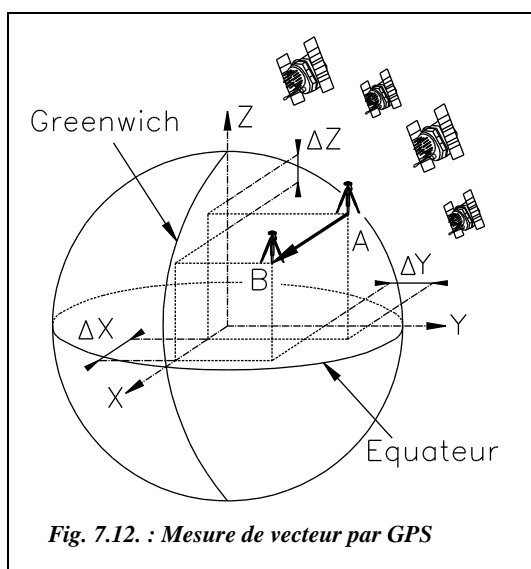 Greenwich
Z
ΔZ
A
B
ΔY
ΔX
Y
X
Equateur
Fig. 7.12. : Mesure de vecteur par GPS